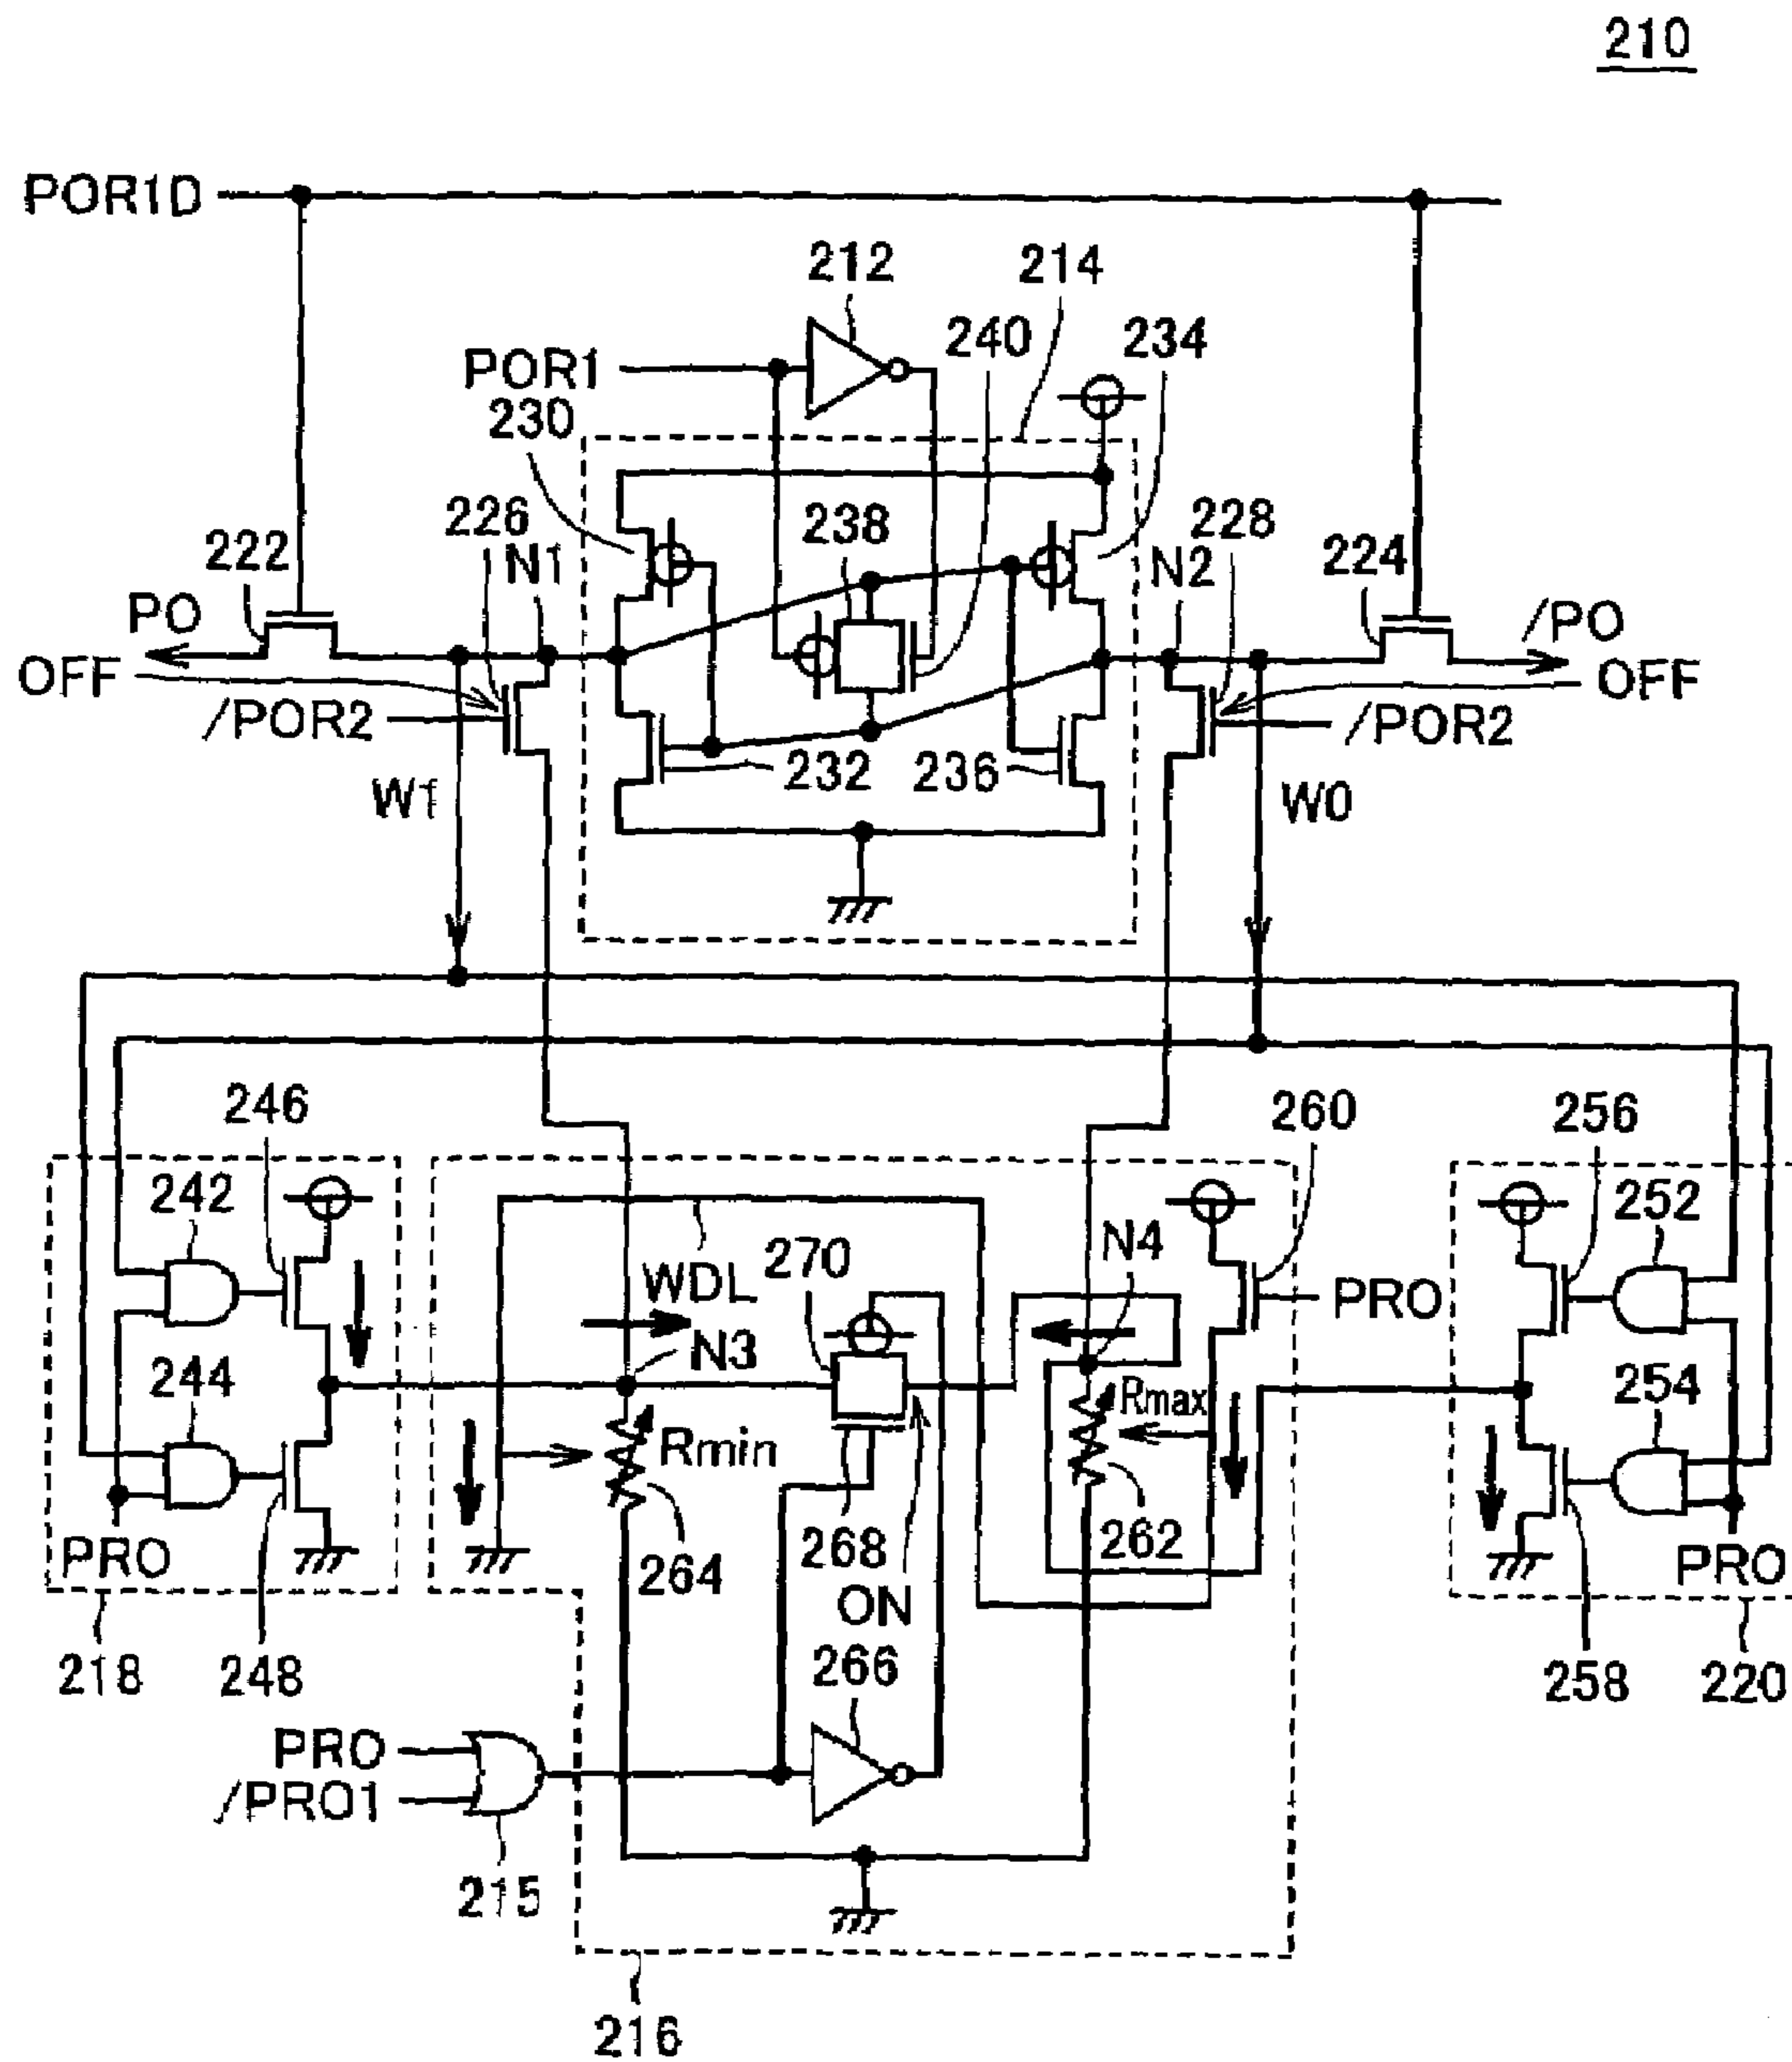 210
POR1D
212
214
240
234
POR1
230
226
N1
238
N2
228
222
224
PO
/PO
OFF
OFF
/POR2
/POR2
232
236
W1
W0
246
260
256
242
252
270
N4
WDL
PRO
N3
244
254
Rmax
Rmin
PRO
264
268
262
PRO
ON
218
248
266
258
220
PRO
/PRO1
215
216